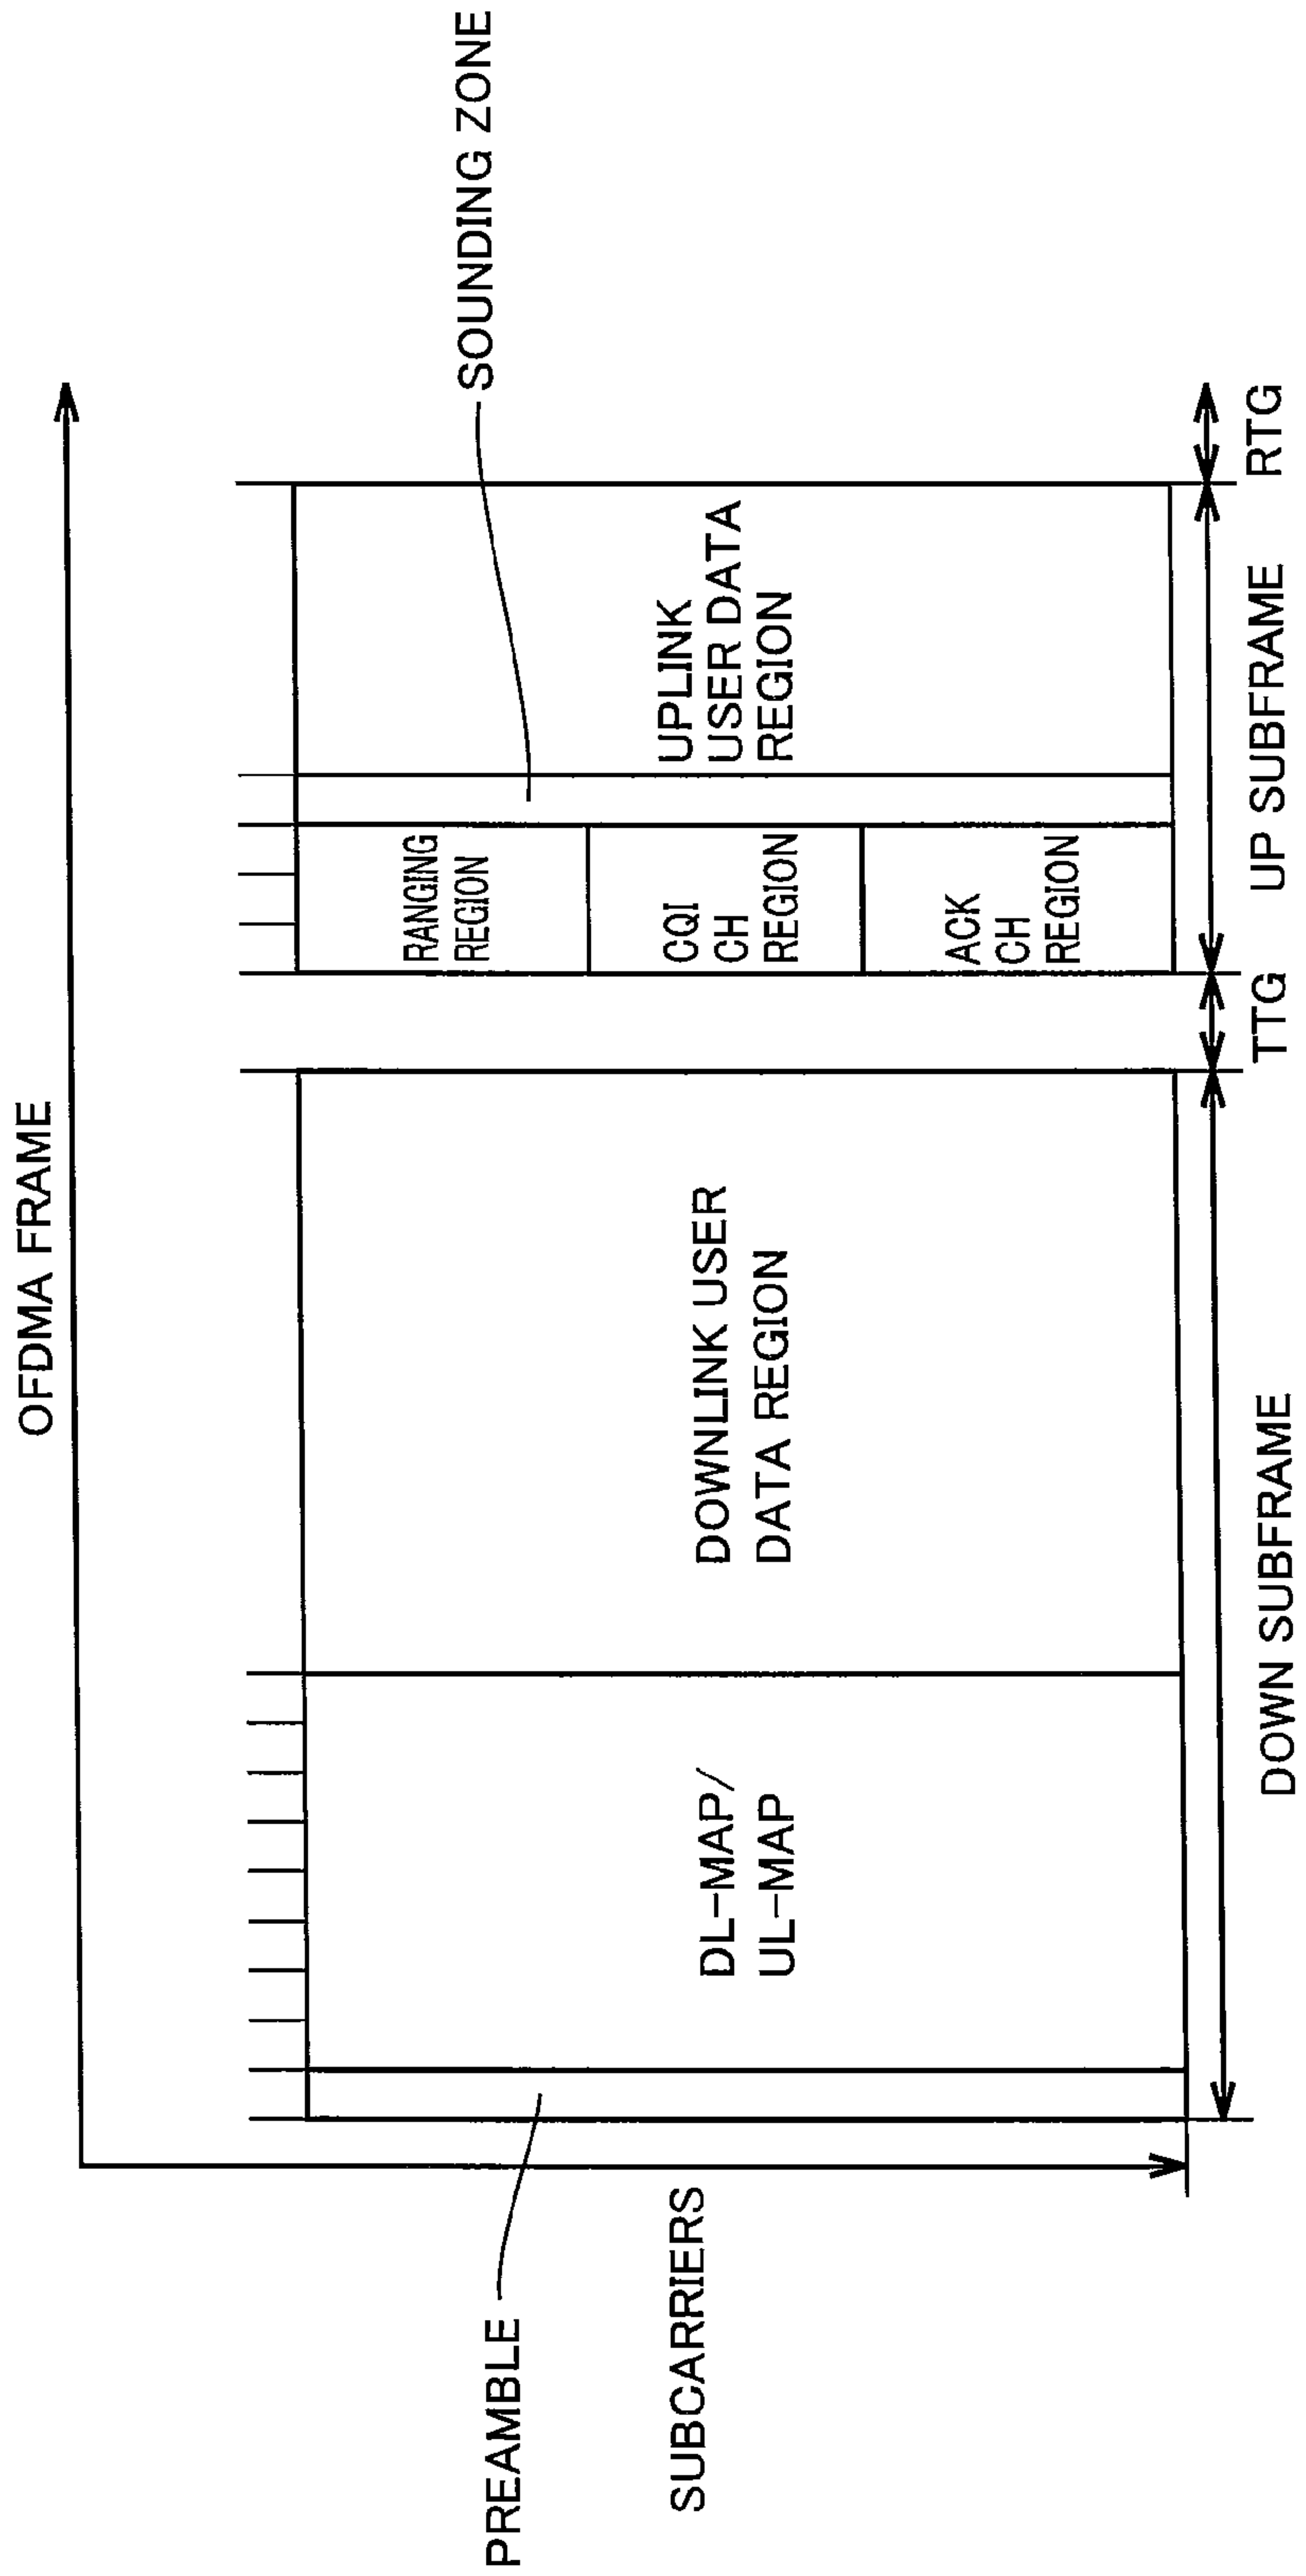 OFDMA FRAME
PREAMBLE
SUBCARRIERS
DL-MAP/
UL-MAP
DOWNLINK USER
DATA REGION
RANGING
REGION
CQI
CH
REGION
ACK
CH
REGION
SOUNDING ZONE
UPLINK
USER DATA
REGION
DOWN SUBFRAME
TTG
UP SUBFRAME
RTG